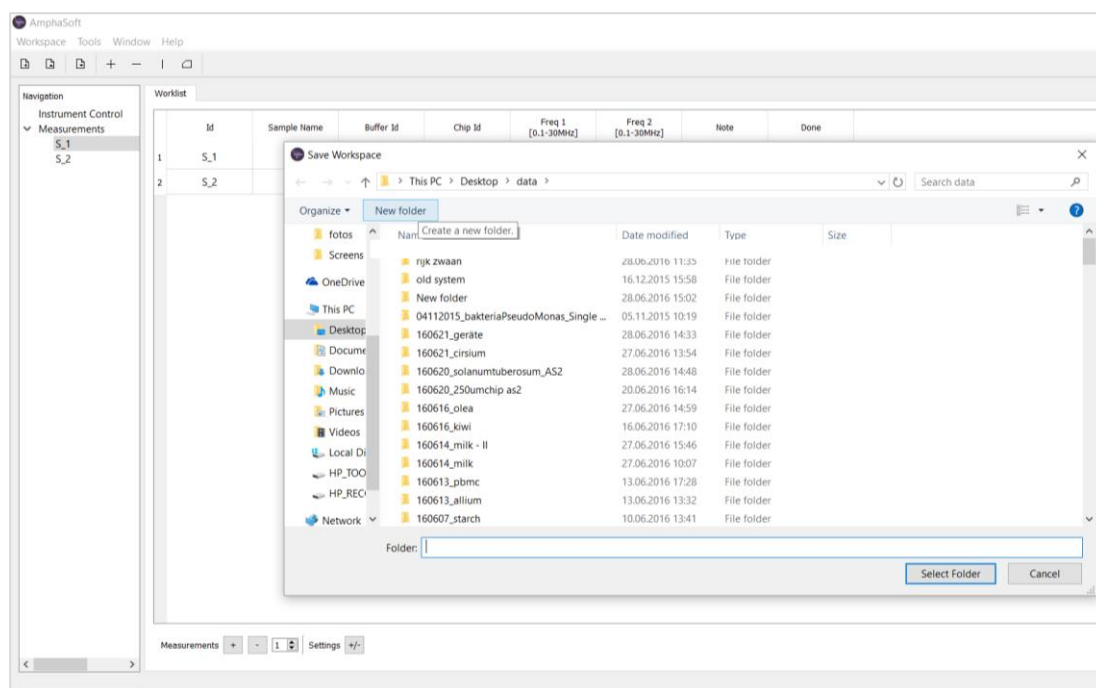 AmphaSoft
Workspace Tools Window Help
Navigation
Instrument Control
Measurements
S_1
S_2
Worklist
Id Sample Name Buffer Id Chip Id Freq 1 [0.1-30MHz] Freq 2 [0.1-30MHz] Note Done
1 S_1
2 S_2
Save Workspace
This PC > Desktop > data >
Search data
Organize New folder
Create a new folder.
Nam Date modified Type Size
fotos
Screens
OneDrive
This PC
Desktop
Docume
Downlo
Music
Pictures
Videos
Local Di
HP_TOO
HP_REC
Network
rijk zwaan 28.06.2016 11:35 File folder
old system 16.12.2015 15:58 File folder
New folder 28.06.2016 15:02 File folder
04112015_bakteriaPseudoMonas_Single ... 05.11.2015 10:19 File folder
160621_geräte 28.06.2016 14:33 File folder
160621_cirsium 27.06.2016 13:54 File folder
160620_solanumtuberosum_AS2 28.06.2016 14:48 File folder
160620_250umchip as2 20.06.2016 16:14 File folder
160616_olea 27.06.2016 14:59 File folder
160616_kiwi 16.06.2016 17:10 File folder
160614_milk - II 27.06.2016 15:46 File folder
160614_milk 27.06.2016 10:07 File folder
160613_pbmc 13.06.2016 17:28 File folder
160613_allium 13.06.2016 13:32 File folder
160607_starch 10.06.2016 13:41 File folder
Folder:
Select Folder Cancel
Measurements + - 1 Settings +/-